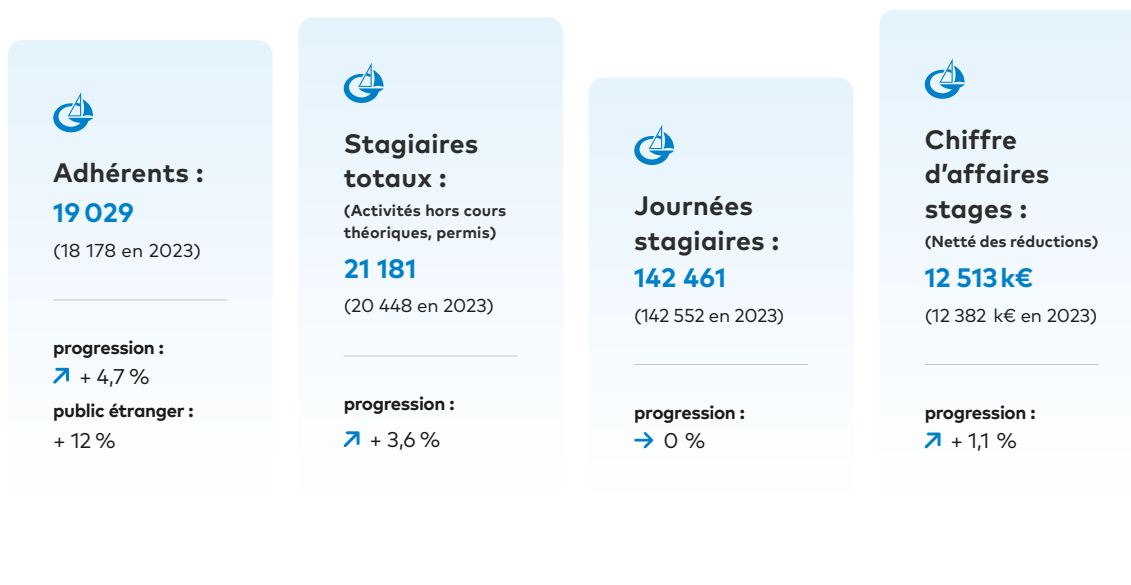 Adhérents :
19 029
(18 178 en 2023)
progression :
+ 4,7 %
public étranger :
+ 12 %
Stagiaires
totaux :
(Activités hors cours
théoriques, permis)
21 181
(20 448 en 2023)
progression :
+ 3,6 %
Journées
stagiaires :
142 461
(142 552 en 2023)
progression :
0 %
Chiffre
d’affaires
stages :
(Netté des réductions)
12 513 k€
(12 382 k€ en 2023)
progression :
+ 1,1 %